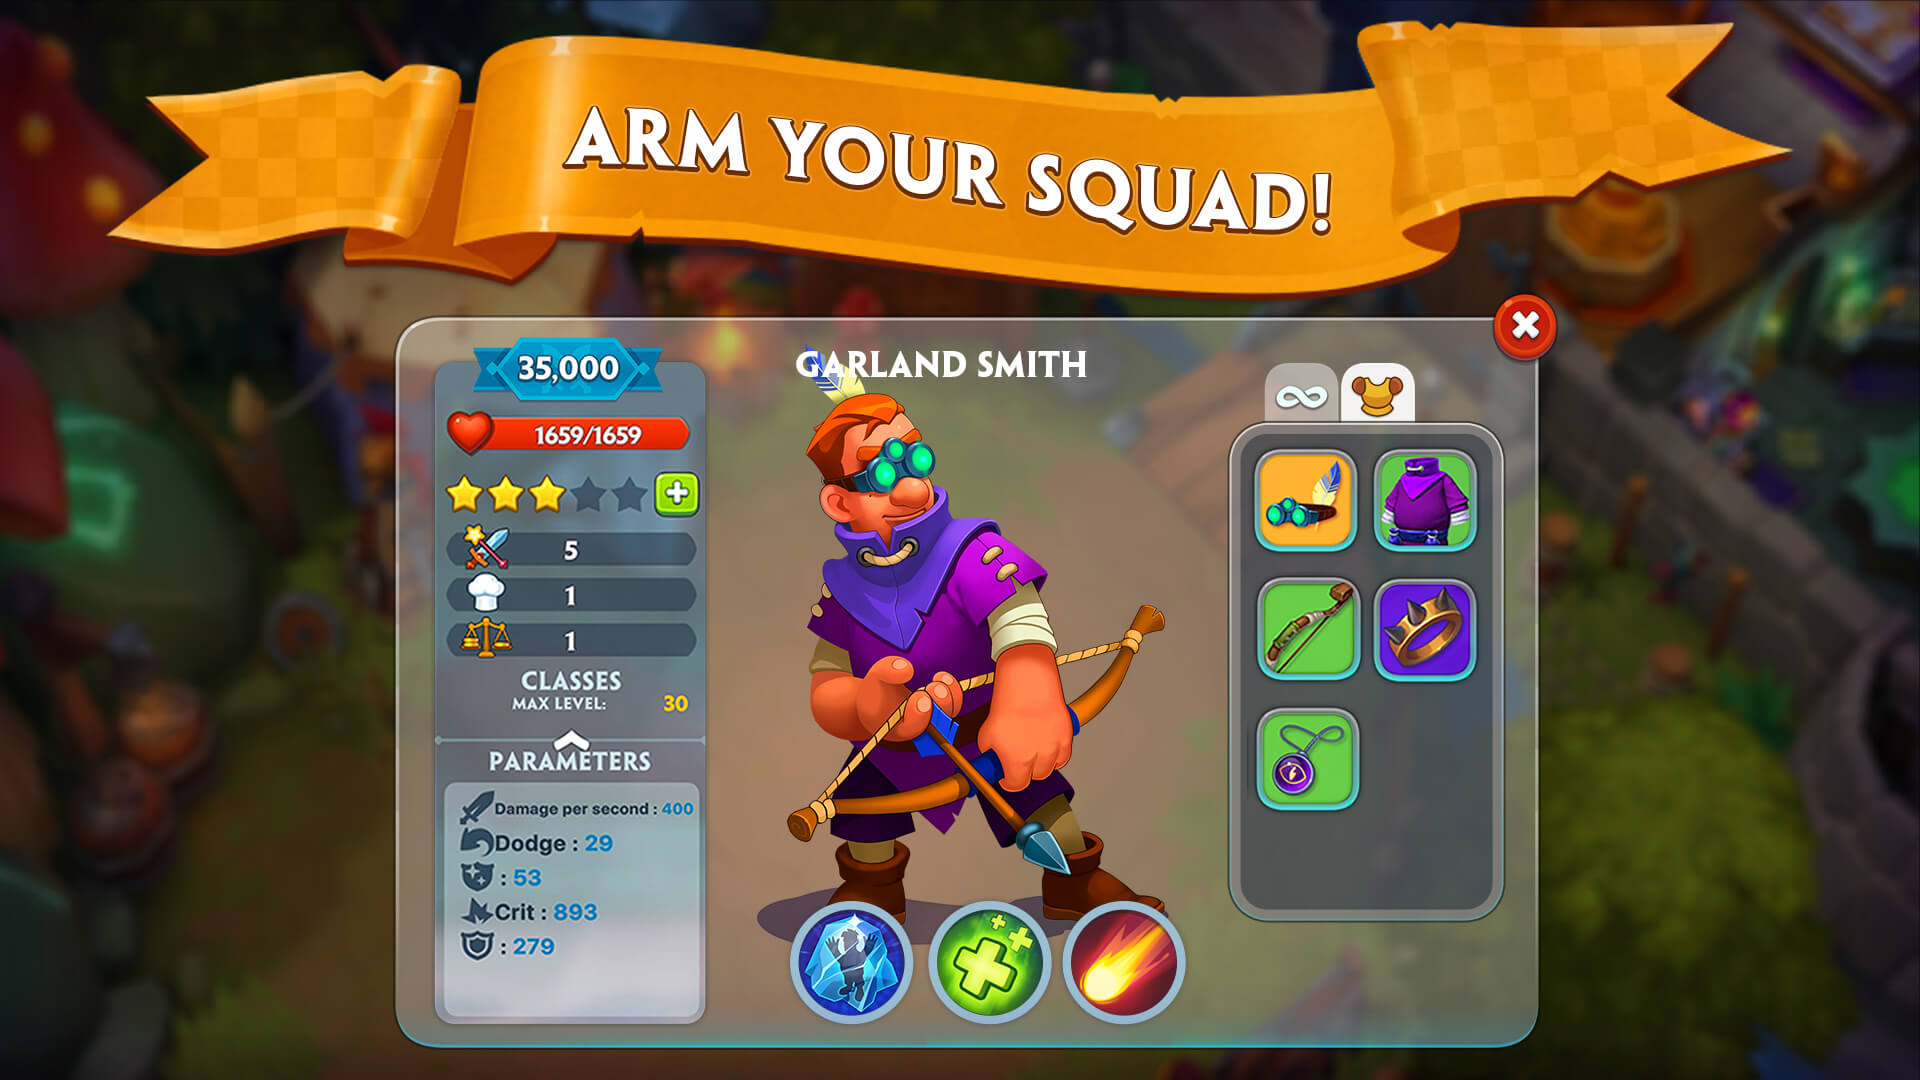 ARM YOUR SQUAD!
GARLAND SMITH
35,000
1659/1659
5
1
1
CLASSES
MAX LEVEL: 30
PARAMETERS
Damage per second : 400
Dodge : 29
: 53
Crit : 893
: 279